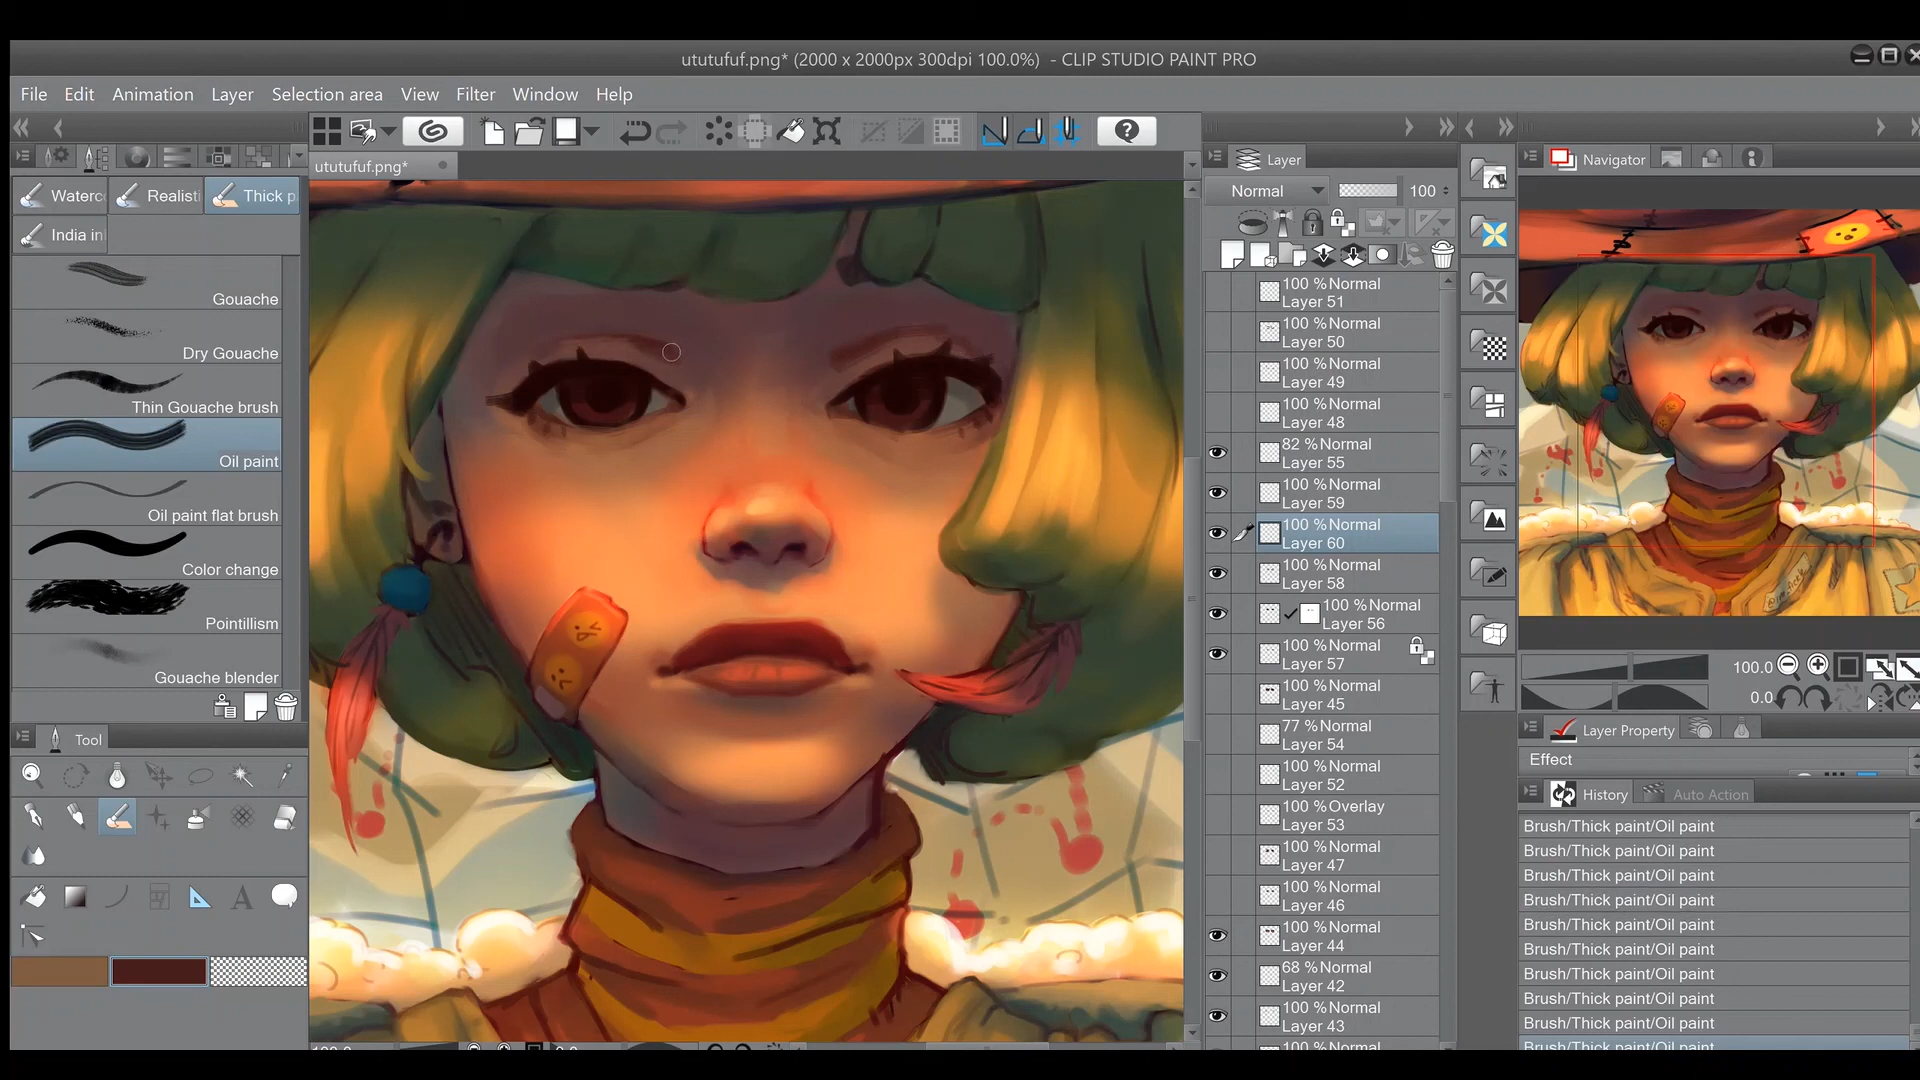 utututuf.png* (2000 x 2000px 300dpi 100.0%)  - CLIP STUDIO PAINT PRO
File Edit Animation Layer Selection area View Filter Window Help
ututufuf.png*
Waterc Realisti Thick p
India in
Gouache
Dry Gouache
Thin Gouache brush
Oil paint
Oil paint flat brush
Color change
Pointillism
Gouache blender
Tool
Layer
Normal 100
100 %Normal
Layer 51
100 %Normal
Layer 50
100 %Normal
Layer 49
100 %Normal
Layer 48
82 %Normal
Layer 55
100 %Normal
Layer 59
100 %Normal
Layer 60
100 %Normal
Layer 58
100 %Normal
Layer 56
100 %Normal
Layer 57
100 %Normal
Layer 45
77 %Normal
Layer 54
100 %Normal
Layer 52
100 %Overlay
Layer 53
100 %Normal
Layer 47
100 %Normal
Layer 46
100 %Normal
Layer 44
68 %Normal
Layer 42
100 %Normal
Layer 43
100 %Normal
Navigator
100.0
0.0
Layer Property
Effect
History Auto Action
Brush/Thick paint/Oil paint
Brush/Thick paint/Oil paint
Brush/Thick paint/Oil paint
Brush/Thick paint/Oil paint
Brush/Thick paint/Oil paint
Brush/Thick paint/Oil paint
Brush/Thick paint/Oil paint
Brush/Thick paint/Oil paint
Brush/Thick paint/Oil paint
Brush/Thick paint/Oil paint